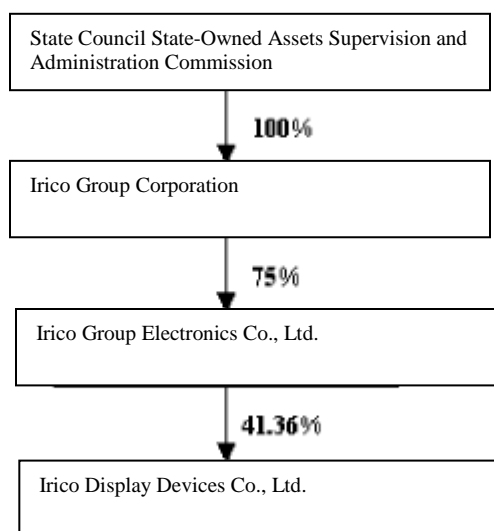 State Council State-Owned Assets Supervision and
Administration Commission
100%
Irico Group Corporation
75%
Irico Group Electronics Co., Ltd.
41.36%
Irico Display Devices Co., Ltd.